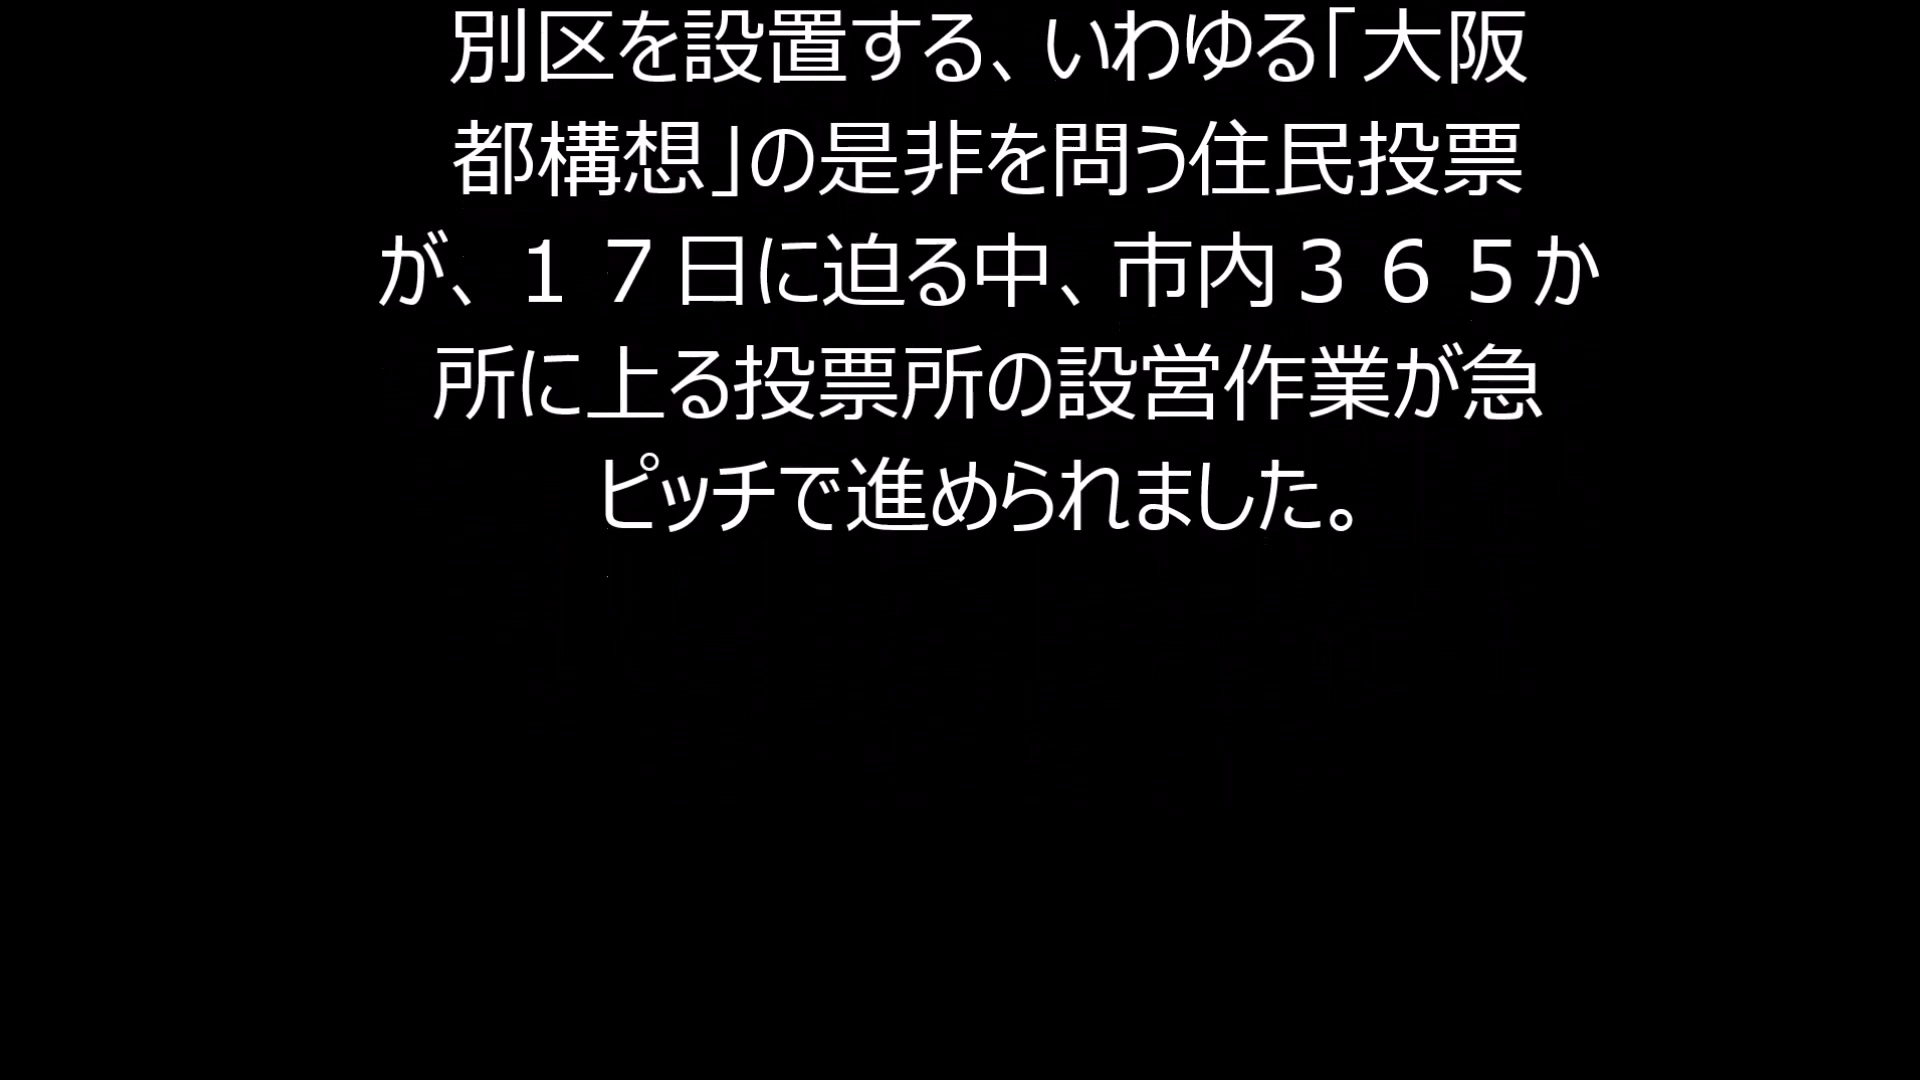 別区を設置する、いわゆる「大阪
都構想」の是非を問う住民投票
が、１７日に迫る中、市内３６５か
所に上る投票所の設営作業が急
ピッチで進められました。